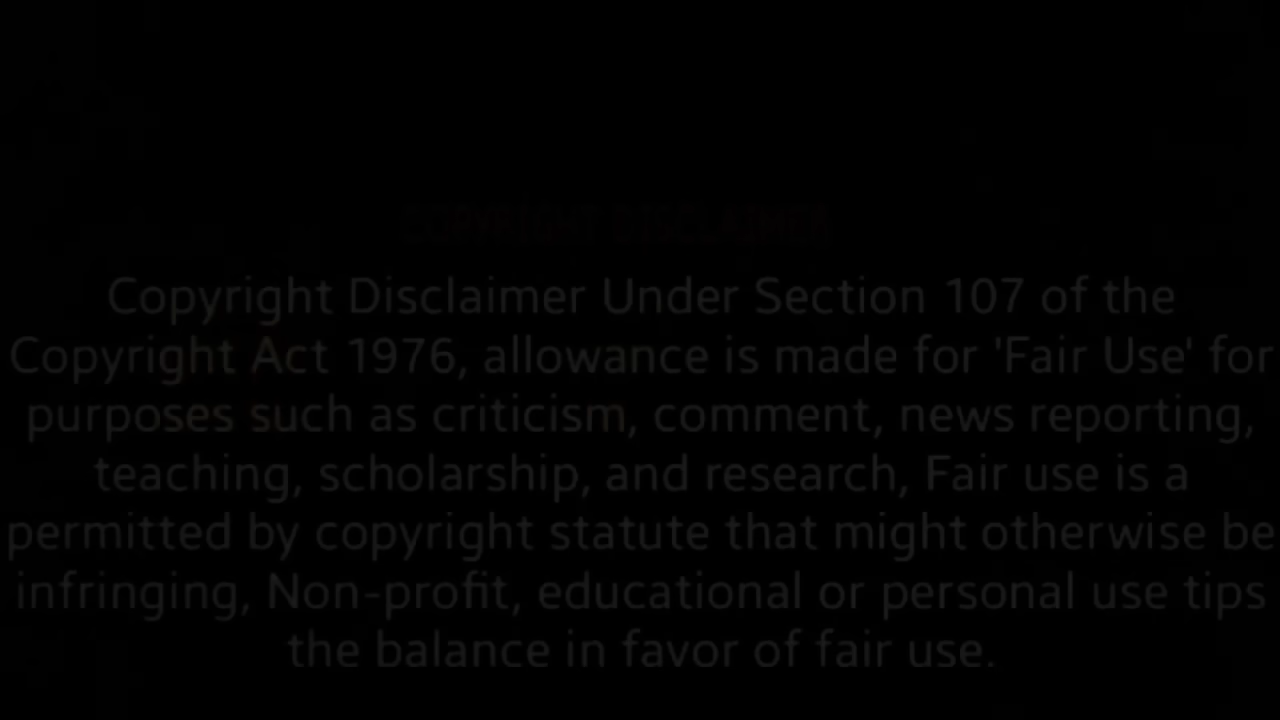 COPYRIGHT DISCLAIMER
Copyright Disclaimer Under Section 107 of the
Copyright Act 1976, allowance is made for 'Fair Use' for
purposes such as criticism, comment, news reporting,
teaching, scholarship, and research, Fair use is a
permitted by copyright statute that might otherwise be
infringing, Non-profit, educational or personal use tips
the balance in favor of fair use.